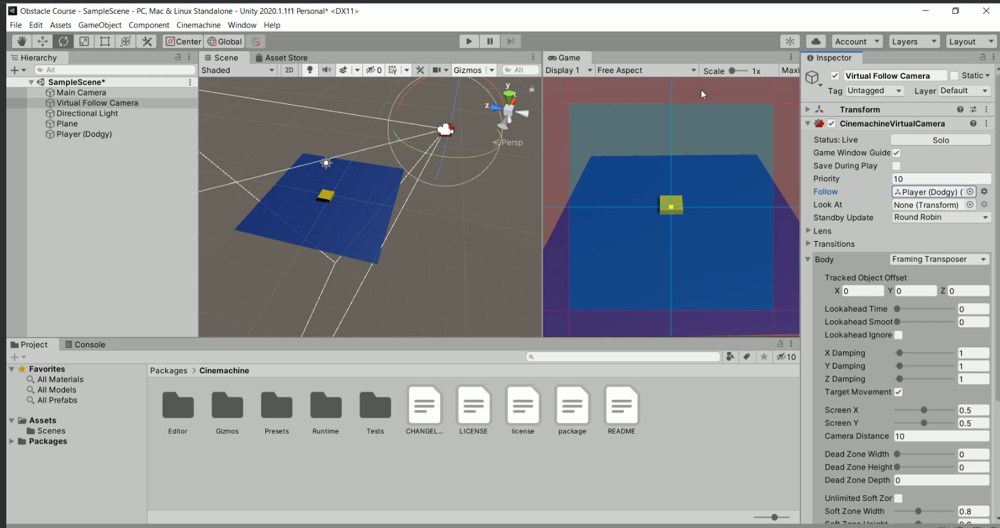 Obstacle Course - SampleScene - PC, Mac & Linux Standalone - Unity 2020.1.1f1 Personal* <DX11>
File Edit Assets GameObject Component Cinemachine Window Help
Center Global Account Layers Layout
Hierarchy
All
SampleScene*
Main Camera
Virtual Follow Camera
Directional Light
Plane
Player (Dodgy)
Scene Asset Store
Shaded 2D 0 Gizmos All
y
x
z
Persp
Game
Display 1 Free Aspect Scale 1x Maxi
Inspector
Virtual Follow Camera Static
Tag Untagged Layer Default
Transform
CinemachineVirtualCamera
Status: Live Solo
Game Window Guide
Save During Play
Priority 10
Follow Player (Dodgy) (
Look At None (Transform)
Standby Update Round Robin
Lens
Transitions
Body Framing Transposer
Tracked Object Offset
X 0 Y 0 Z 0
Lookahead Time 0
Lookahead Smoot 0
Lookahead Ignore
X Damping 1
Y Damping 1
Z Damping 1
Target Movement
Screen X 0.5
Screen Y 0.5
Camera Distance 10
Dead Zone Width 0
Dead Zone Height 0
Dead Zone Depth 0
Unlimited Soft Zor
Soft Zone Width 0.8
Project Console
10
Favorites
All Materials
All Models
All Prefabs
Assets
Scenes
Packages
Packages > Cinemachine
Editor Gizmos Presets Runtime Tests CHANGEL... LICENSE license package README